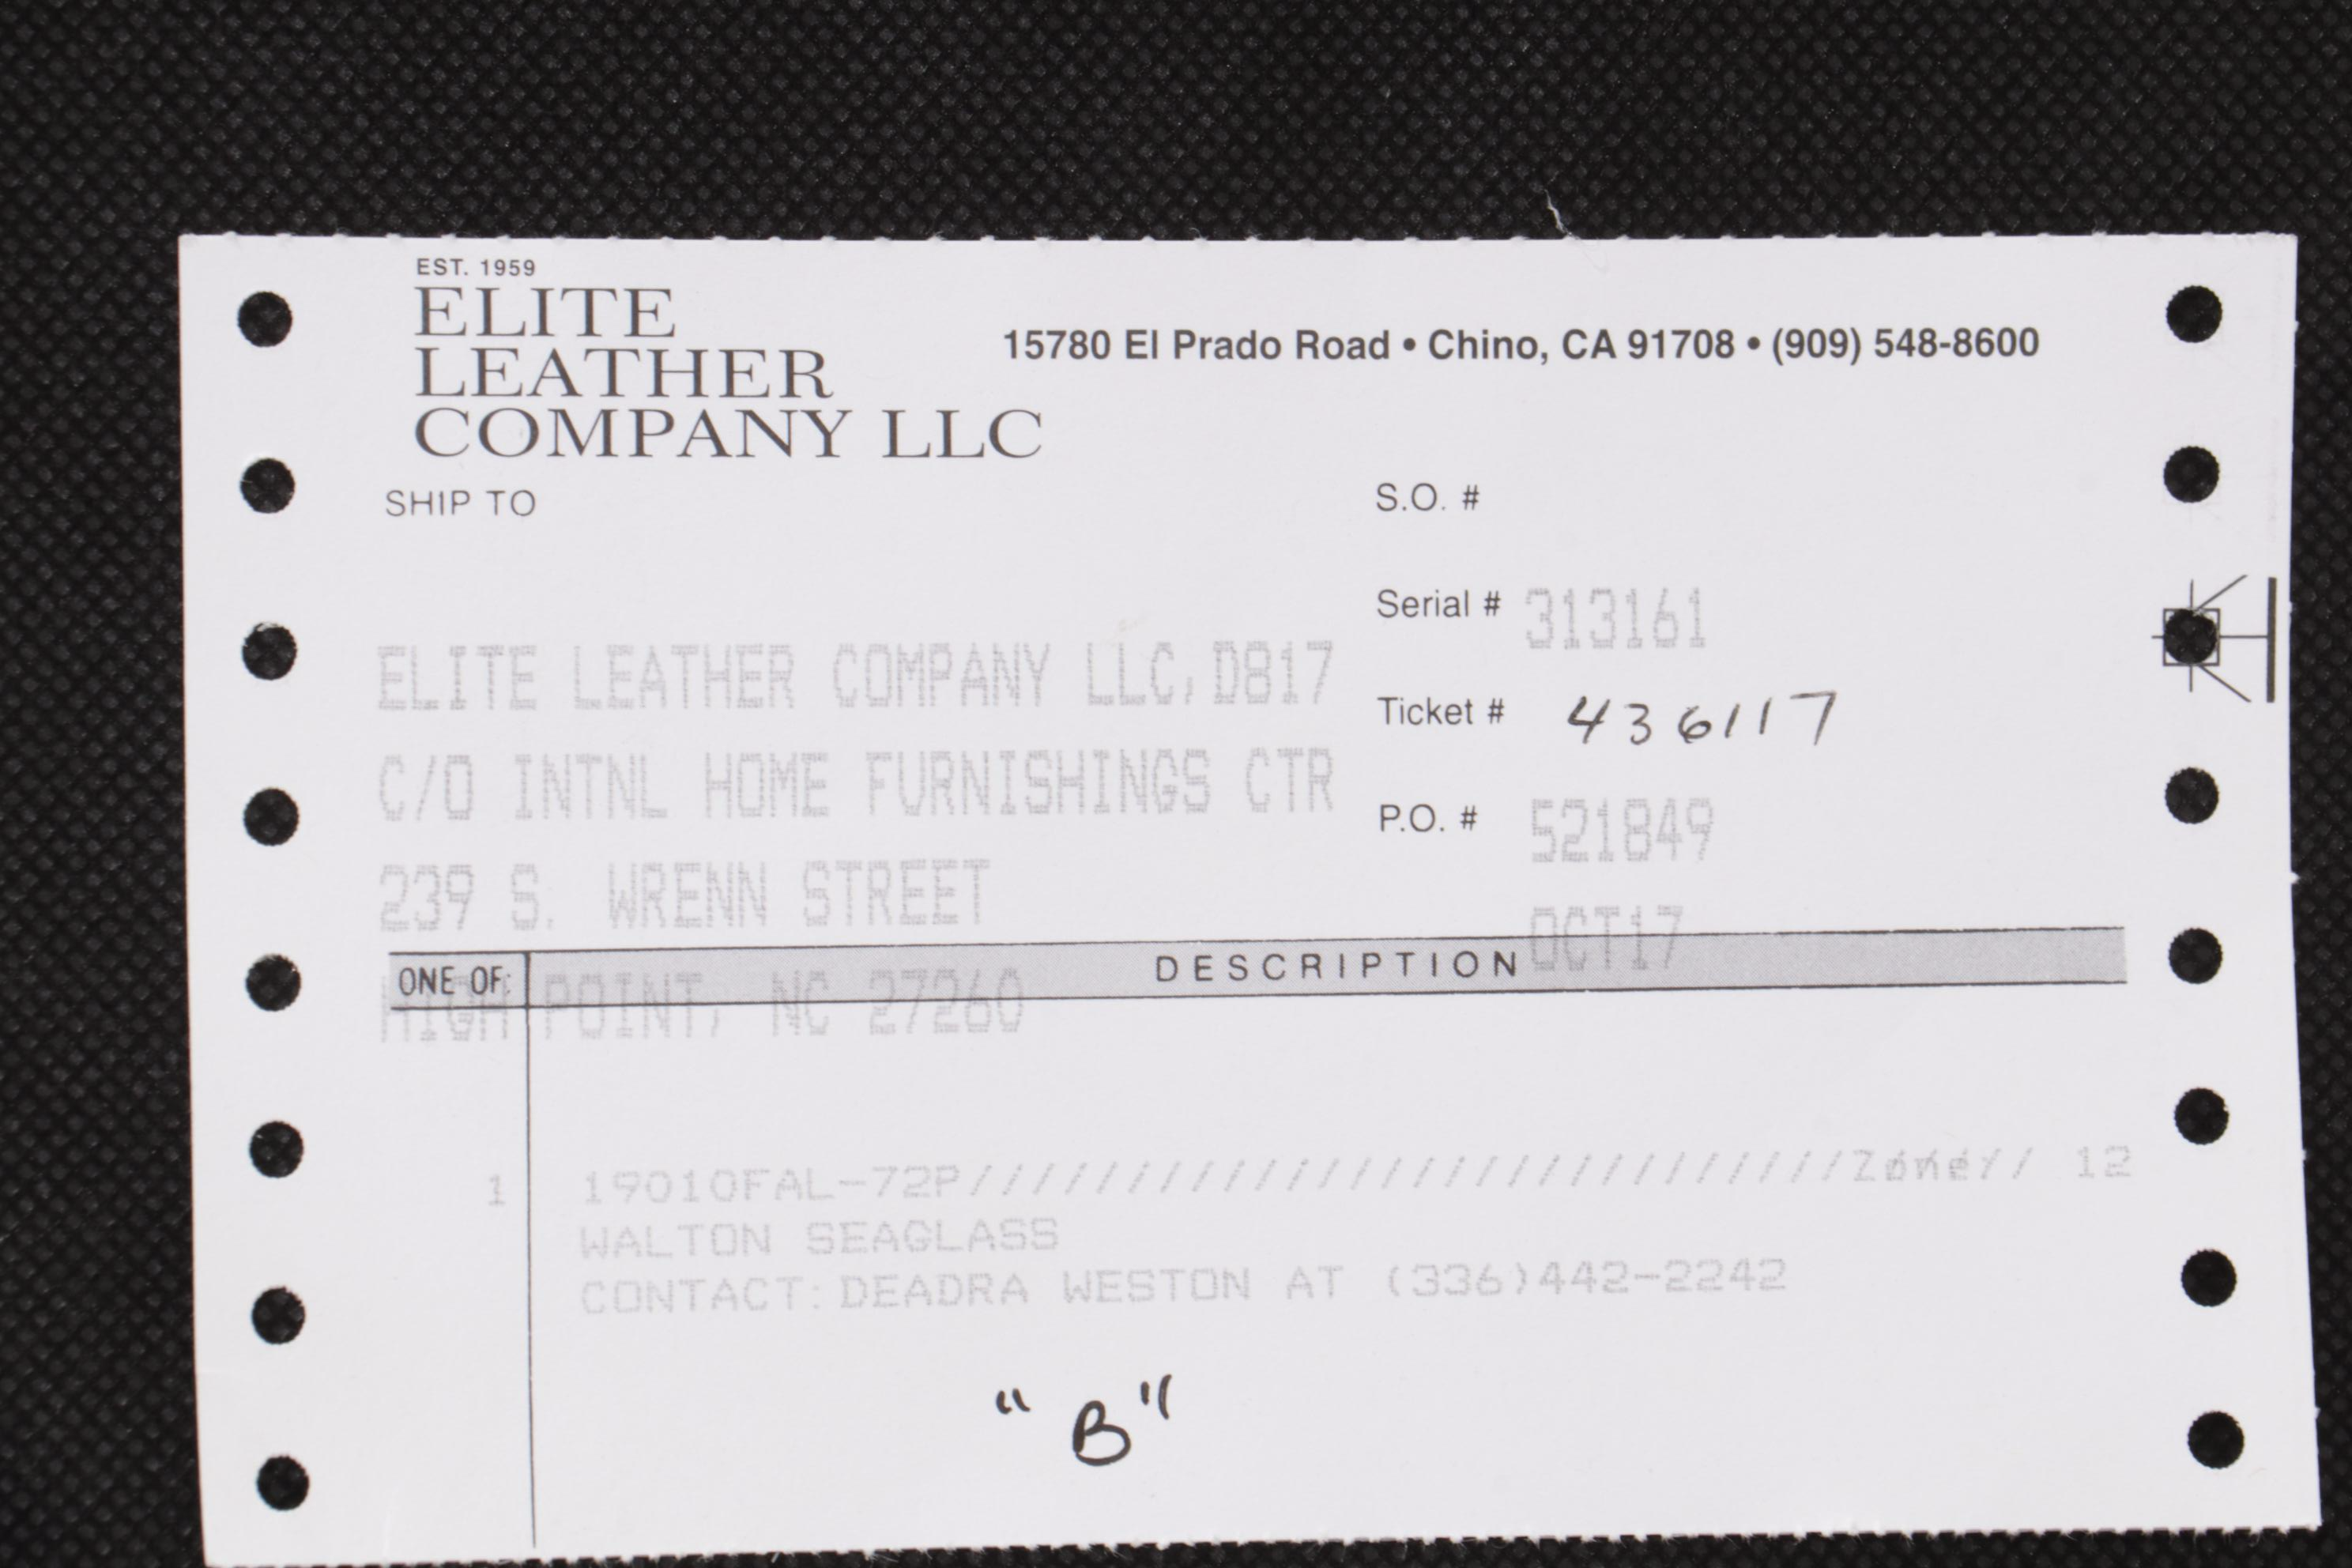 EST. 1959
ELITE
LEATHER
COMPANY LLC
15780 El Prado Road • Chino, CA 91708 • (909) 548-8600
SHIP TO
S.O. #
Serial # 313161
ELITE LEATHER COMPANY LLC, D817
Ticket # 436117
C/O INTNL HOME FURNISHINGS CTR
P.O. # 521849
239 S. WRENN STREET
OCT17
ONE OF: DESCRIPTION
HIGH POINT, NC 27260
1 19010FAL-72P////////////////////////////Zone// 12
WALTON SEAGLASS
CONTACT: DEADRA WESTON AT (336)442-2242
"B"